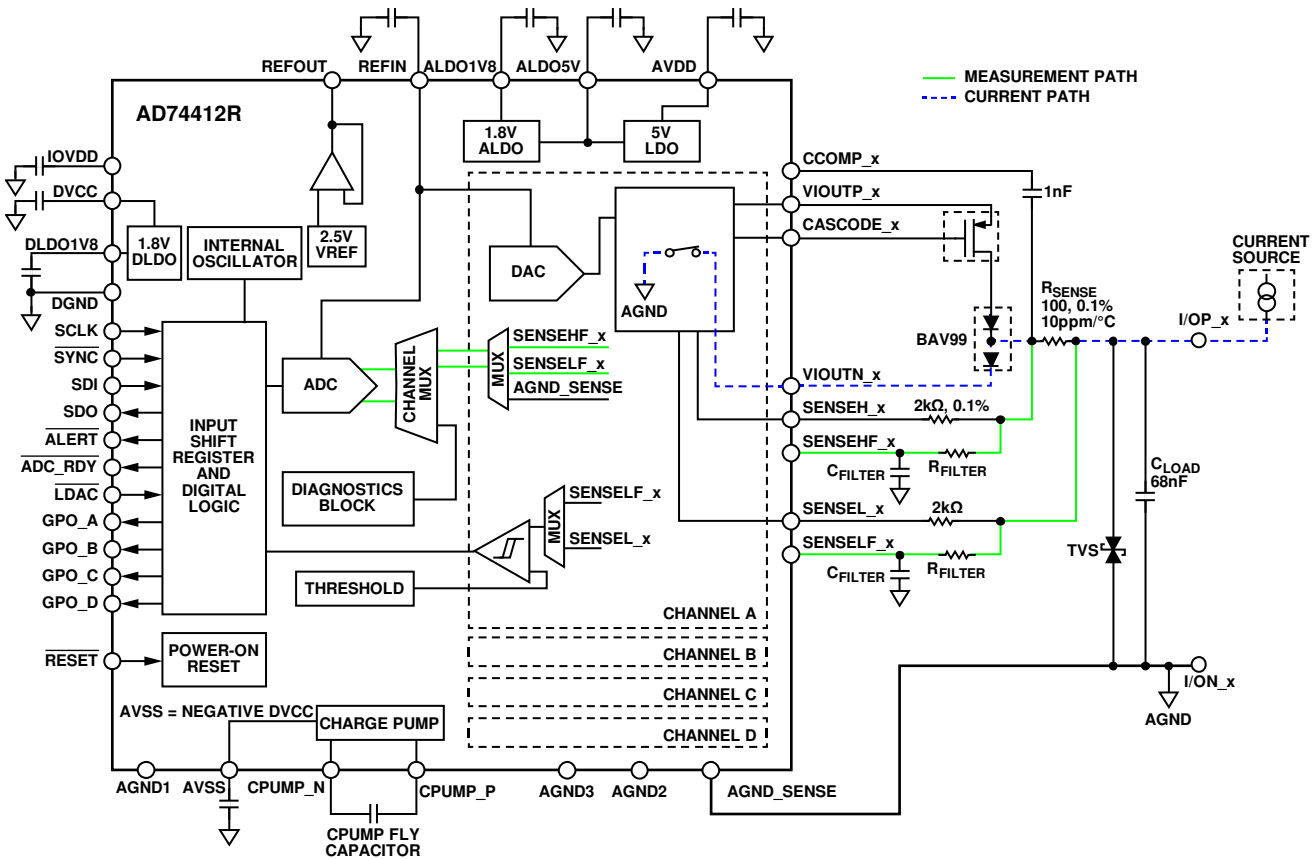 REFOUT
REFIN
ALDO1V8
ALDO5V
AVDD
MEASUREMENT PATH
CURRENT PATH
AD74412R
1.8V
ALDO
5V
LDO
IOVDD
DVCC
DLDO1V8
DGND
1.8V
DLDO
INTERNAL
OSCILLATOR
2.5V
VREF
DAC
AGND
CCOMP_x
VIOUTP_x
CASCODE_x
1nF
CURRENT
SOURCE
RSENSE
100, 0.1%
10ppm/°C
I/OP_x
BAV99
VIOUTN_x
SCLK
SYNC
SDI
SDO
ALERT
ADC_RDY
LDAC
GPO_A
GPO_B
GPO_C
GPO_D
RESET
INPUT
SHIFT
REGISTER
AND
DIGITAL
LOGIC
ADC
CHANNEL
MUX
MUX
SENSEHF_x
SENSELF_x
AGND_SENSE
SENSEH_x
2kΩ, 0.1%
SENSEHF_x
CFILTER
RFILTER
SENSEL_x
2kΩ
SENSELF_x
CFILTER
RFILTER
CLOAD
68nF
TVS
DIAGNOSTICS
BLOCK
MUX
SENSELF_x
SENSEL_x
THRESHOLD
CHANNEL A
CHANNEL B
CHANNEL C
CHANNEL D
POWER-ON
RESET
AVSS = NEGATIVE DVCC
CHARGE PUMP
I/ON_x
AGND
AGND1
AVSS
CPUMP_N
CPUMP_P
AGND3
AGND2
AGND_SENSE
CPUMP FLY
CAPACITOR